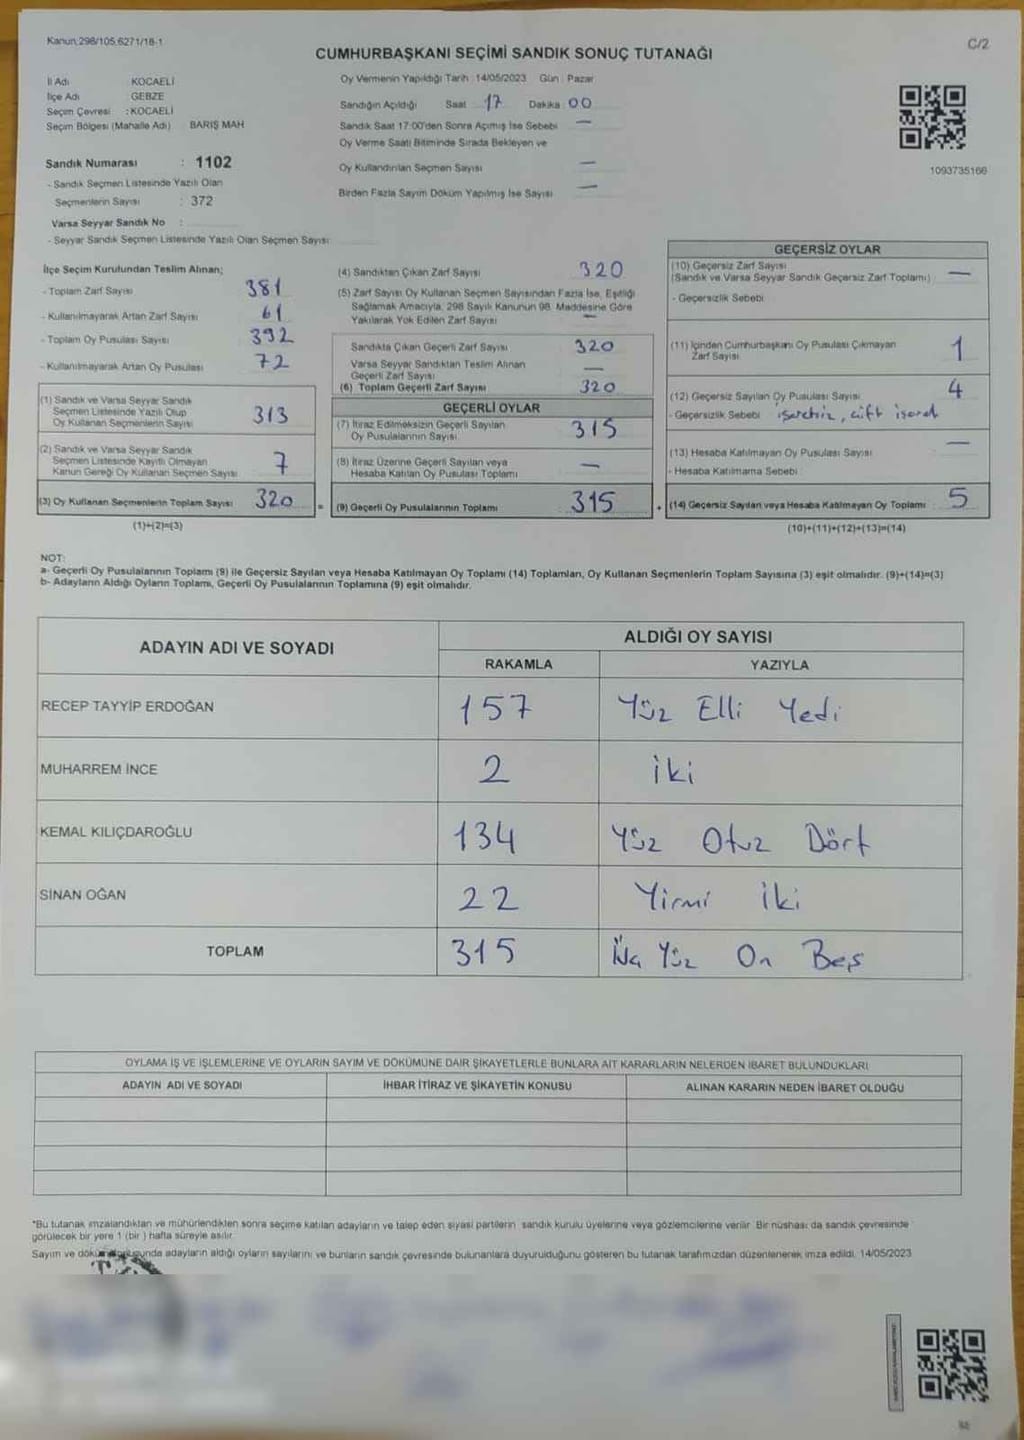 Kanun;298/105;6271/18-1
C/2
CUMHURBAŞKANI SEÇİMİ SANDIK SONUÇ TUTANAĞI
İl Adı KOCAELİ
İlçe Adı GEBZE
Seçim Çevresi : KOCAELİ
Seçim Bölgesi (Mahalle Adı) BARIŞ MAH
Sandık Numarası : 1102
- Sandık Seçmen Listesinde Yazılı Olan
Seçmenlerin Sayısı : 372
Varsa Seyyar Sandık No :
- Seyyar Sandık Seçmen Listesinde Yazılı Olan Seçmen Sayısı
Oy Vermenin Yapıldığı Tarih : 14/05/2023 Gün : Pazar
Sandığın Açıldığı Saat 17 Dakika 00
Sandık Saat 17:00'den Sonra Açımış İse Sebebi —
Oy Verme Saati Bitiminde Sırada Bekleyen ve
Oy Kullandırılan Seçmen Sayısı —
Birden Fazla Sayım Döküm Yapılmış İse Sayısı —
1093735166
İlçe Seçim Kurulundan Teslim Alınan;
- Toplam Zarf Sayısı 381
- Kullanılmayarak Artan Zarf Sayısı 61
- Toplam Oy Pusulası Sayısı 392
- Kullanılmayarak Artan Oy Pusulası 72
(1) Sandık ve Varsa Seyyar Sandık
Seçmen Listesinde Yazılı Olup
Oy Kullanan Seçmenlerin Sayısı 313
(2) Sandık ve Varsa Seyyar Sandık
Seçmen Listesinde Kayıtlı Olmayan
Kanun Gereği Oy Kullanan Seçmen Sayısı 7
(3) Oy Kullanan Seçmenlerin Toplam Sayısı 320
(1)+(2)=(3)
(4) Sandıktan Çıkan Zarf Sayısı 320
(5) Zarf Sayısı Oy Kullanan Seçmen Sayısından Fazla İse, Eşitliği
Sağlamak Amacıyla, 298 Sayılı Kanunun 98. Maddesine Göre
Yakılarak Yok Edilen Zarf Sayısı —
Sandıkta Çıkan Geçerli Zarf Sayısı 320
Varsa Seyyar Sandıktan Teslim Alınan
Geçerli Zarf Sayısı —
(6) Toplam Geçerli Zarf Sayısı 320
GEÇERLİ OYLAR
(7) İtiraz Edilmeksizin Geçerli Sayılan
Oy Pusulalarının Sayısı 315
(8) İtiraz Üzerine Geçerli Sayılan veya
Hesaba Katılan Oy Pusulası Toplamı —
= (9) Geçerli Oy Pusulalarının Toplamı 315
GEÇERSİZ OYLAR
(10) Geçersiz Zarf Sayısı
(Sandık ve Varsa Seyyar Sandık Geçersiz Zarf Toplamı) —
- Geçersizlik Sebebi
(11) İçinden Cumhurbaşkanı Oy Pusulası Çıkmayan
Zarf Sayısı 1
(12) Geçersiz Sayılan Oy Pusulası Sayısı 4
- Geçersizlik Sebebi işaretsiz, çift işaret
(13) Hesaba Katılmayan Oy Pusulası Sayısı —
- Hesaba Katılmama Sebebi
+ (14) Geçersiz Sayılan veya Hesaba Katılmayan Oy Toplamı 5
(10)+(11)+(12)+(13)=(14)
NOT:
a- Geçerli Oy Pusulalarının Toplamı (9) ile Geçersiz Sayılan veya Hesaba Katılmayan Oy Toplamı (14) Toplamları, Oy Kullanan Seçmenlerin Toplam Sayısına (3) eşit olmalıdır. (9)+(14)=(3)
b- Adayların Aldığı Oyların Toplamı, Geçerli Oy Pusulalarının Toplamına (9) eşit olmalıdır.
ADAYIN ADI VE SOYADI ALDIĞI OY SAYISI
RAKAMLA YAZIYLA
RECEP TAYYİP ERDOĞAN 157 Yüz Elli Yedi
MUHARREM İNCE 2 İki
KEMAL KILIÇDAROĞLU 134 Yüz Otuz Dört
SİNAN OĞAN 22 Yirmi İki
TOPLAM 315 Yüz On Beş
OYLAMA İŞ VE İŞLEMLERİNE VE OYLARIN SAYIM VE DÖKÜMÜNE DAİR ŞİKAYETLERLE BUNLARA AİT KARARLARIN NELERDEN İBARET BULUNDUKLARI
ADAYIN ADI VE SOYADI İHBAR İTİRAZ VE ŞİKAYETİN KONUSU ALINAN KARARIN NEDEN İBARET OLDUĞU
*Bu tutanak imzalandıktan ve mühürlendikten sonra seçime katılan adayların ve talep eden siyasi partilerin sandık kurulu üyelerine veya gözlemcilerine verilir. Bir nüshası da sandık çevresinde
görülecek bir yere 1 (bir ) hafta süreyle asılır.
Sayım ve adayların aldığı oyların sayılarını ve bunların sandık çevresinde bulunanlara duyurulduğunu gösteren bu tutanak tarafımızdan düzenlenerek imza edildi. 14/05/2023